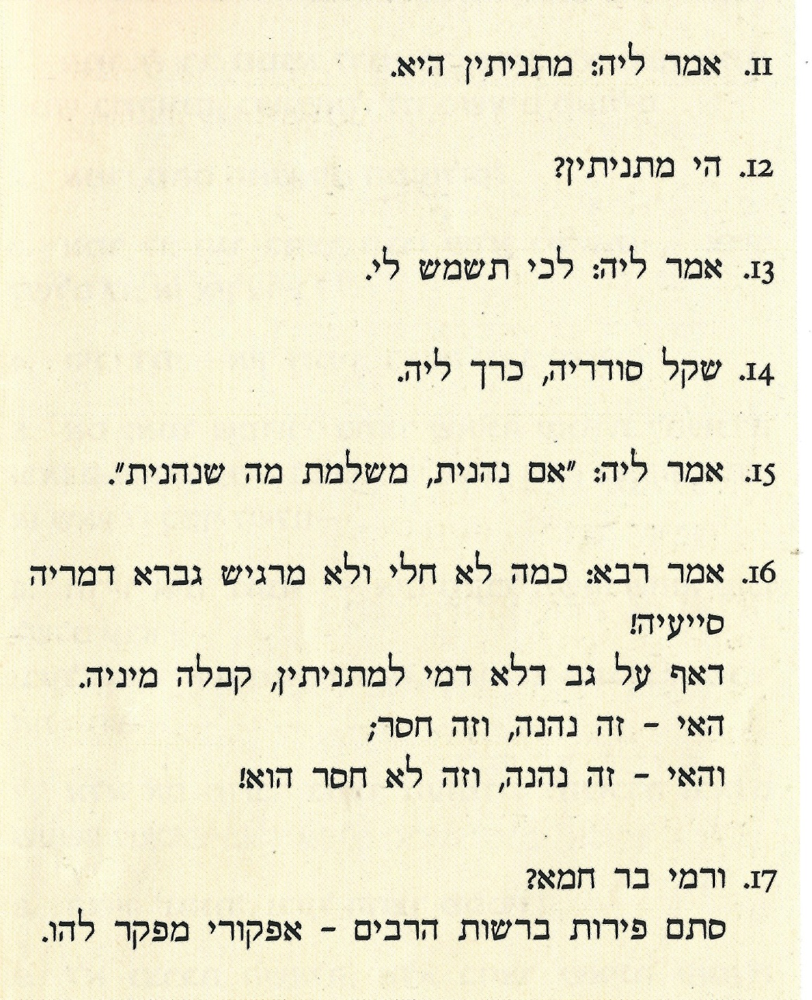 11. אמר ליה: מתניתין היא.
12. הי מתניתין?
13. אמר ליה: לכי תשמש לי.
14. שקל סודריה, כרך ליה.
15. אמר ליה: "אם נהנית, משלמת מה שנהנית".
16. אמר רבא: כמה לא חלי ולא מרגיש גברא דמריה
סייעיה!
דאף על גב דלא דמי למתניתין, קבלה מיניה.
האי – זה נהנה, וזה חסר;
והאי – זה נהנה, וזה לא חסר הוא!
17. ורמי בר חמא?
סתם פירות ברשות הרבים – אפקורי מפקר להו.